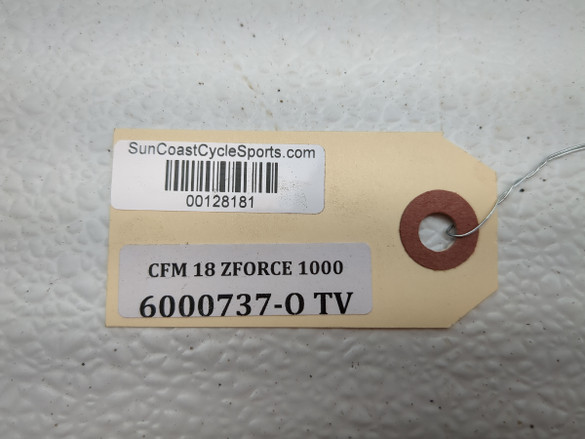 SunCoastCycleSports.com
00128181
CFM 18 ZFORCE 1000
6000737-O TV